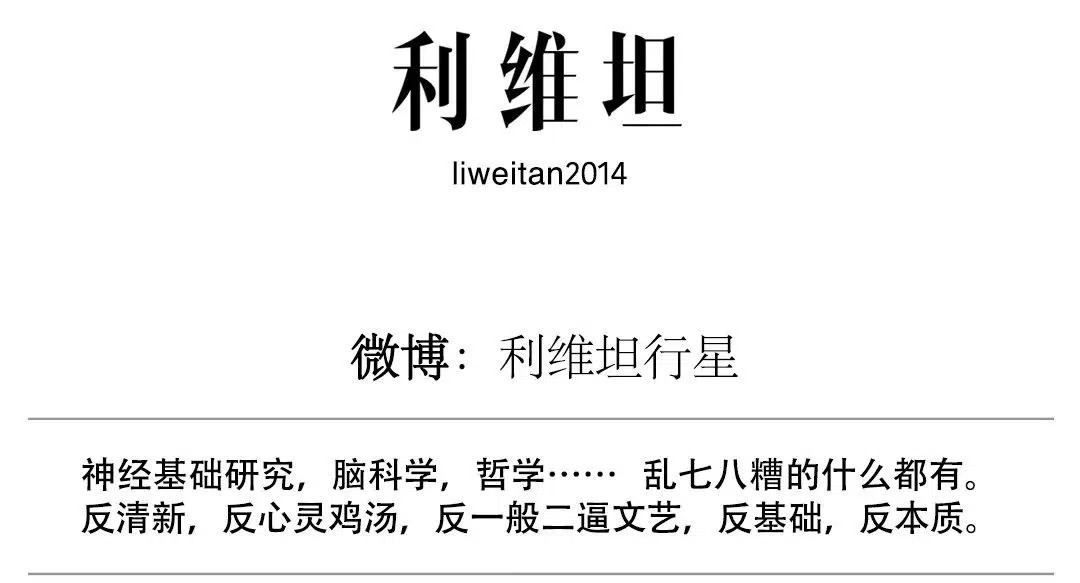 利维坦
liweitan2014
微博：利维坦行星
神经基础研究，脑科学，哲学…… 乱七八糟的什么都有。
反清新，反心灵鸡汤，反一般二逼文艺，反基础，反本质。